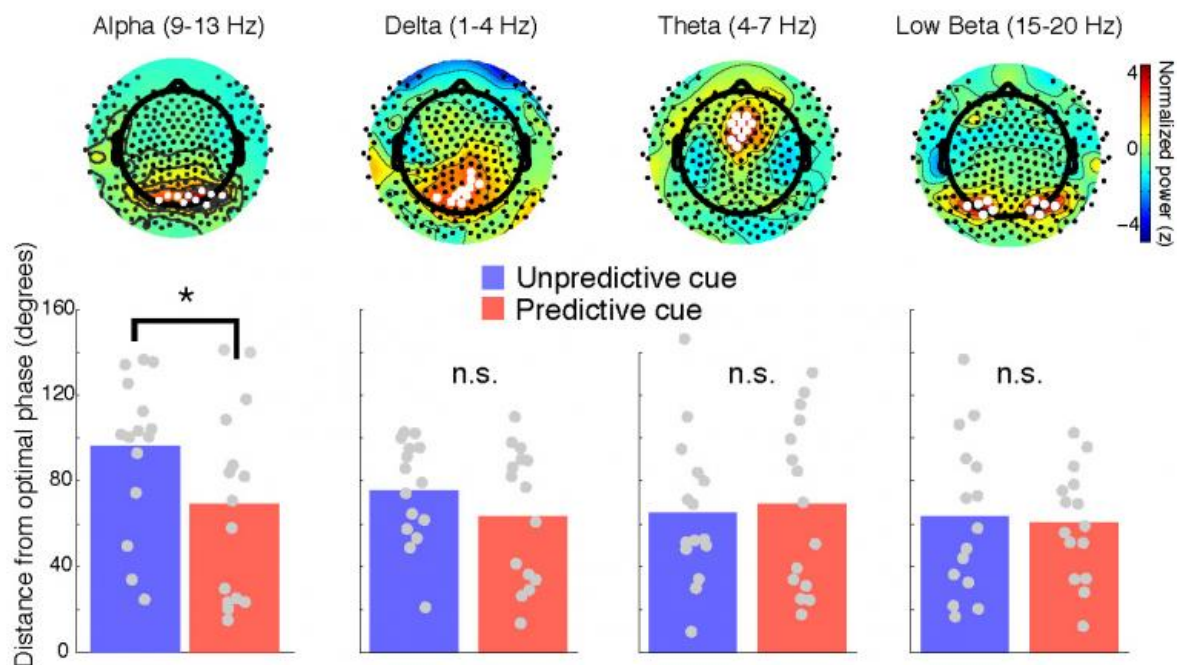 Alpha (9-13 Hz)
Delta (1-4 Hz)
Theta (4-7 Hz)
Low Beta (15-20 Hz)
4
0
−4
Normalized power (z)
Unpredictive cue
Predictive cue
Distance from optimal phase (degrees)
160
120
80
40
0
*
n.s.
n.s.
n.s.